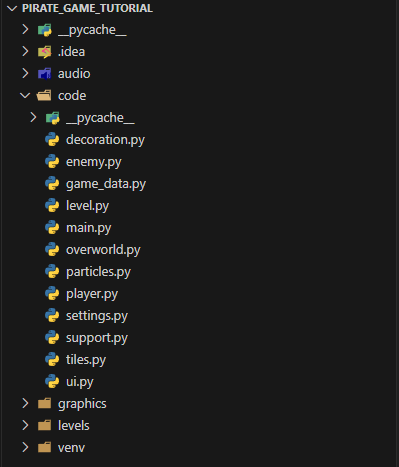 PIRATE_GAME_TUTORIAL
__pycache__
.idea
audio
code
__pycache__
decoration.py
enemy.py
game_data.py
level.py
main.py
overworld.py
particles.py
player.py
settings.py
support.py
tiles.py
ui.py
graphics
levels
venv